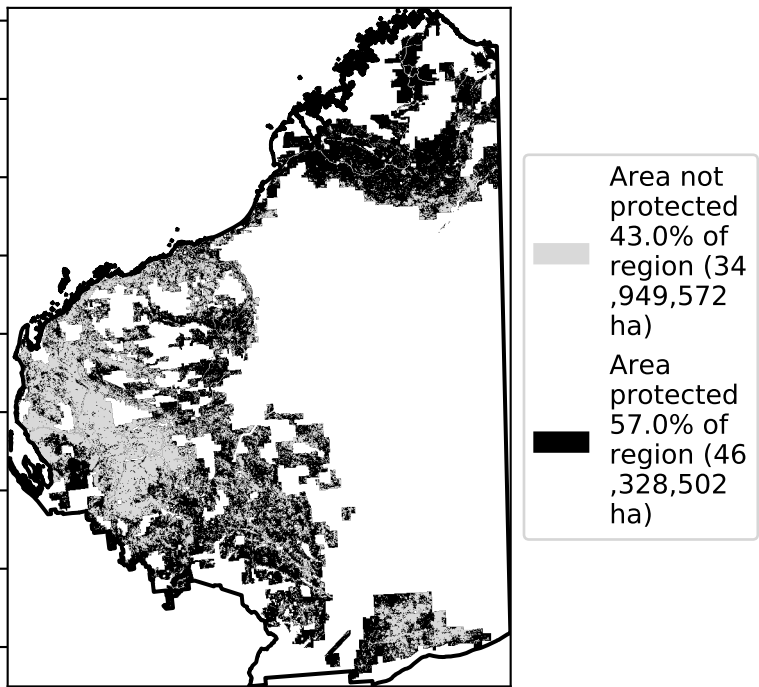 Area not
protected
43.0% of
region (34
,949,572
ha)
Area
protected
57.0% of
region (46
,328,502
ha)